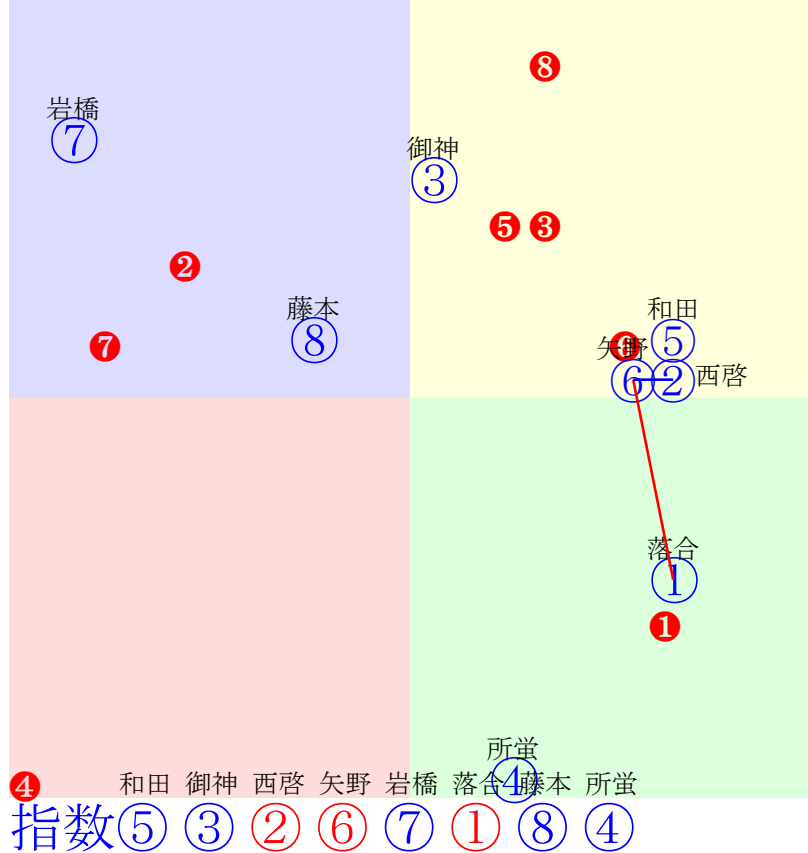 ❽
岩橋
⑦
御神
③
❺ ❸
❷
藤本
⑧
和田
⑤
❼
❻
矢野
⑥ ② 西啓
落合
①
❶
所蛍
④
❹
和田 御神 西啓 矢野 岩橋 落合 藤本 所蛍
指数⑤ ③ ② ⑥ ⑦ ① ⑧ ④